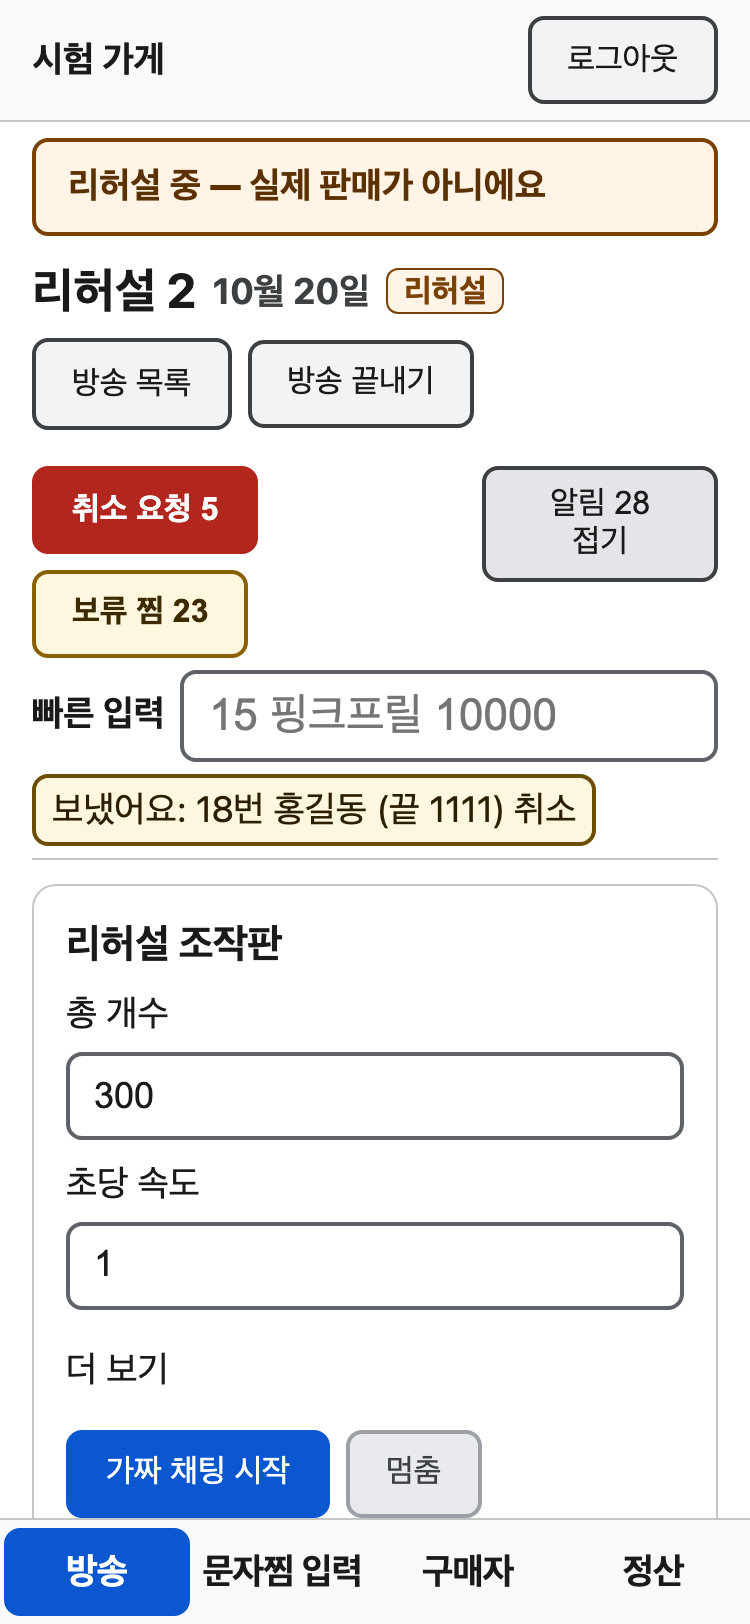 시험 가게
로그아웃
리허설 중 — 실제 판매가 아니에요
리허설 2 10월 20일 리허설
방송 목록
방송 끝내기
취소 요청 5
알림 28
접기
보류 찜 23
빠른 입력
15 핑크프릴 10000
보냈어요: 18번 홍길동 (끝 1111) 취소
리허설 조작판
총 개수
300
초당 속도
1
더 보기
가짜 채팅 시작
멈춤
방송
문자찜 입력
구매자
정산